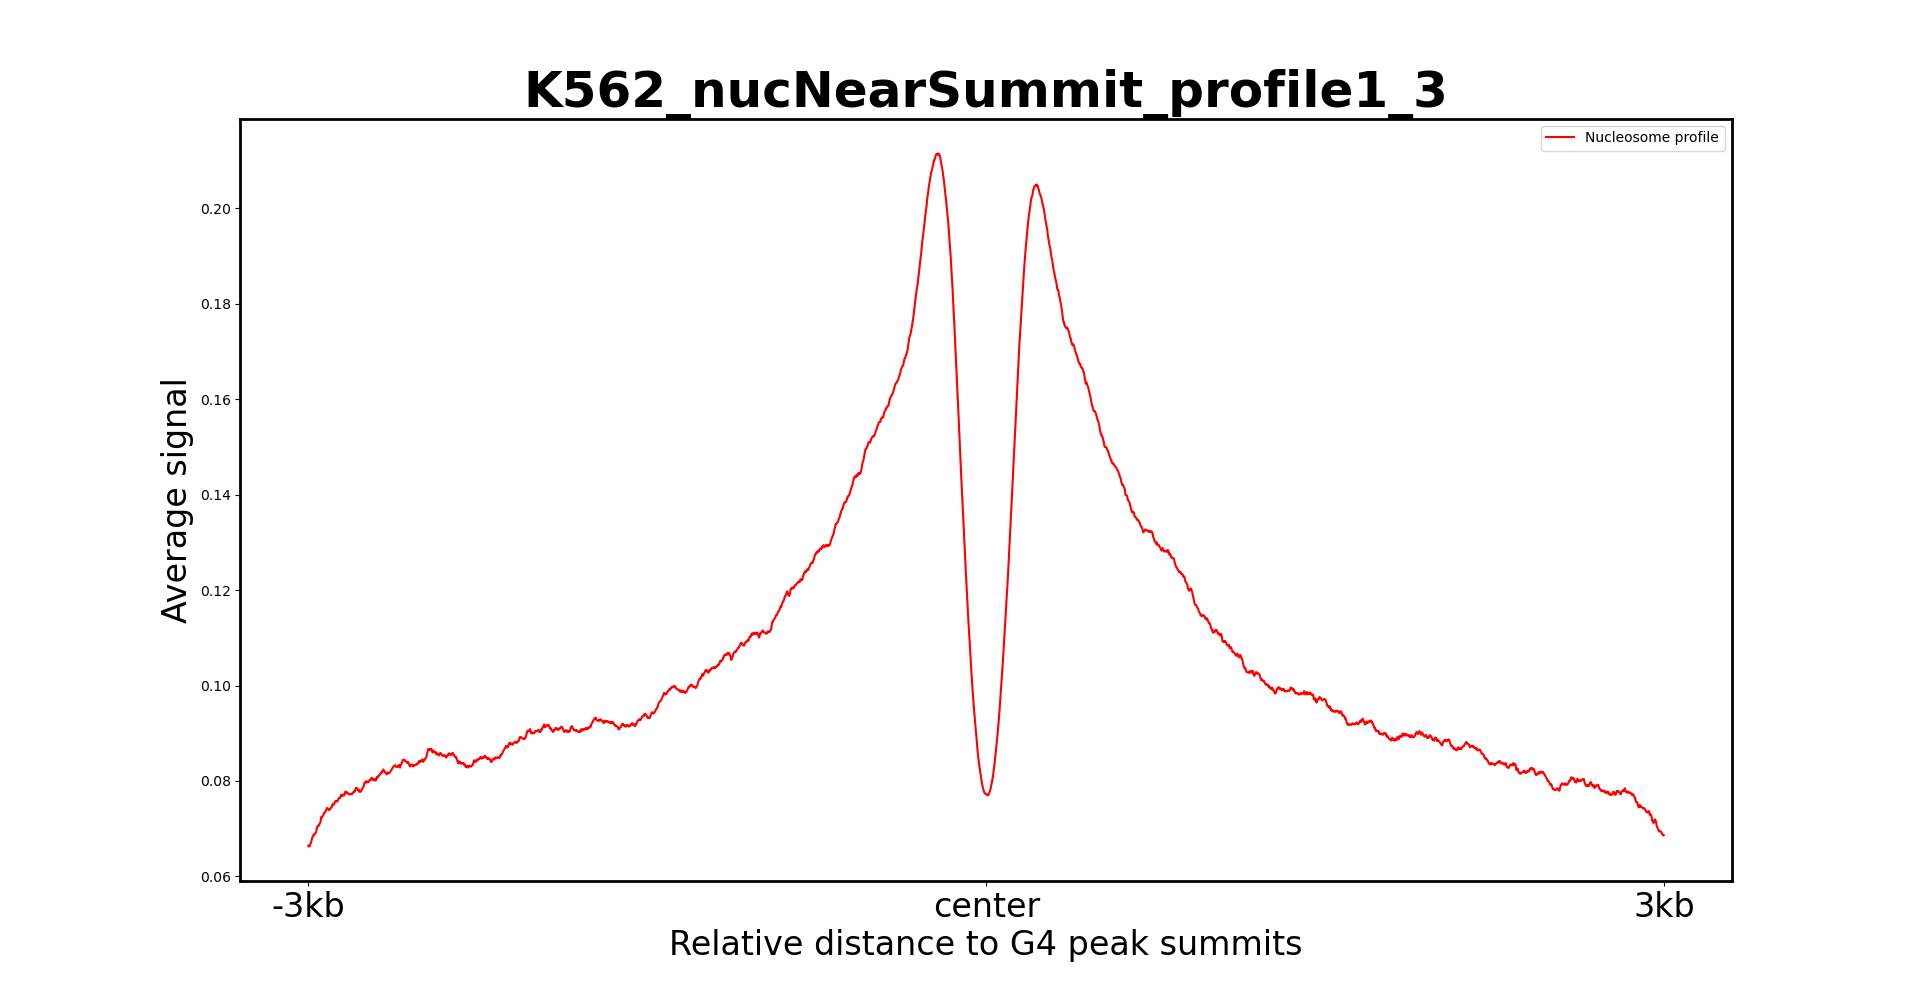 K562_nucNearSummit_profile1_3
Nucleosome profile
0.20
0.18
0.16
0.14
0.12
0.10
0.08
0.06
Average signal
-3kb center 3kb
Relative distance to G4 peak summits